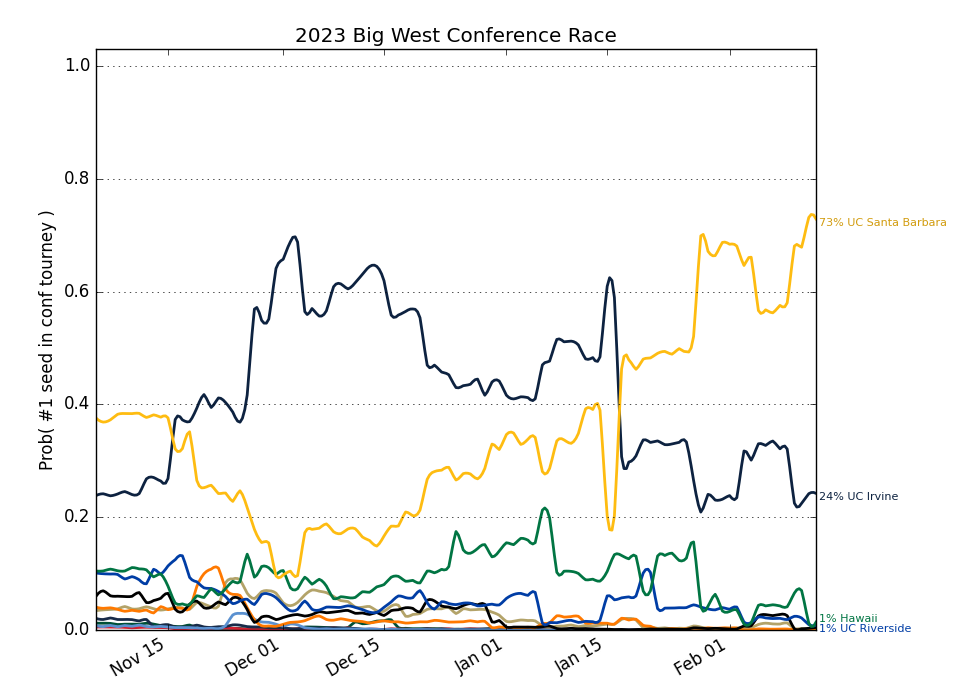 2023 Big West Conference Race
Prob( #1 seed in conf tourney )
1.0
0.8
0.6
0.4
0.2
0.0
Nov 15
Dec 01
Dec 15
Jan 01
Jan 15
Feb 01
73% UC Santa Barbara
24% UC Irvine
1% Hawaii
1% UC Riverside